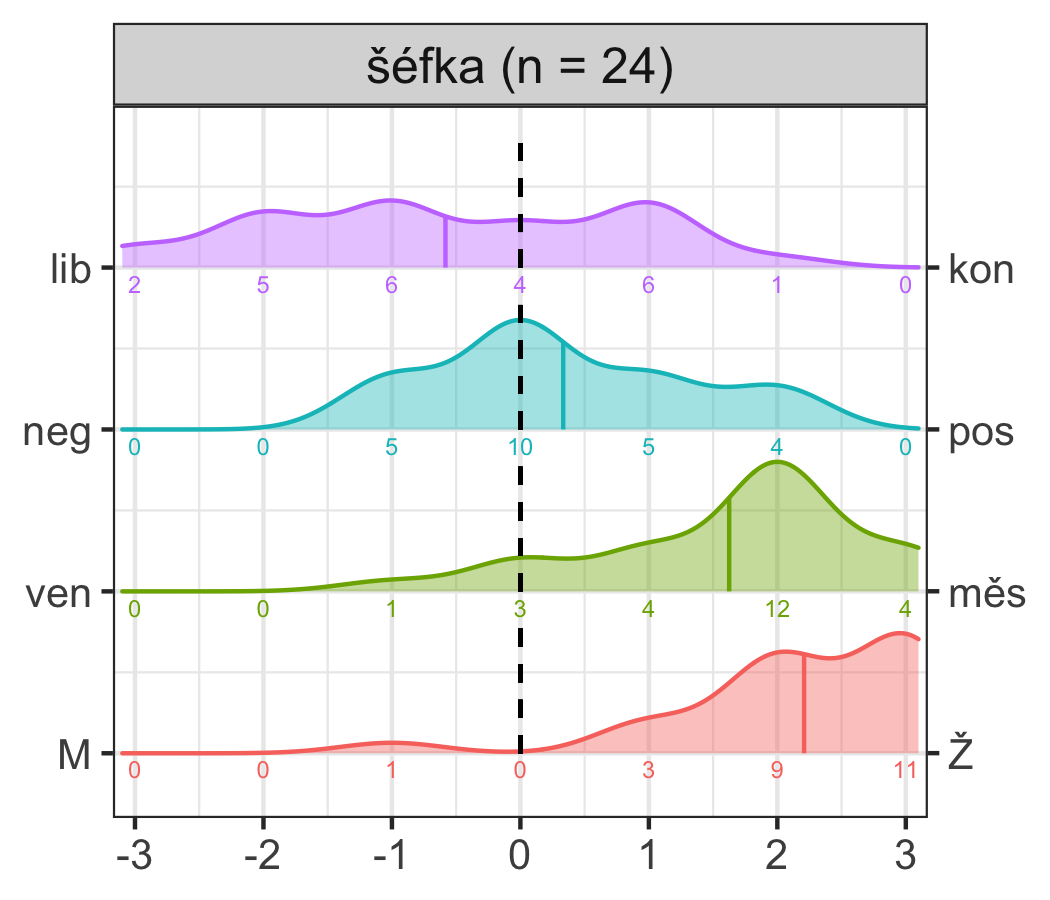 šéfka (n = 24)
lib kon
2 5 6 4 6 1 0
neg pos
0 0 5 10 5 4 0
ven měs
0 0 1 3 4 12 4
M Ž
0 0 1 0 3 9 11
-3 -2 -1 0 1 2 3